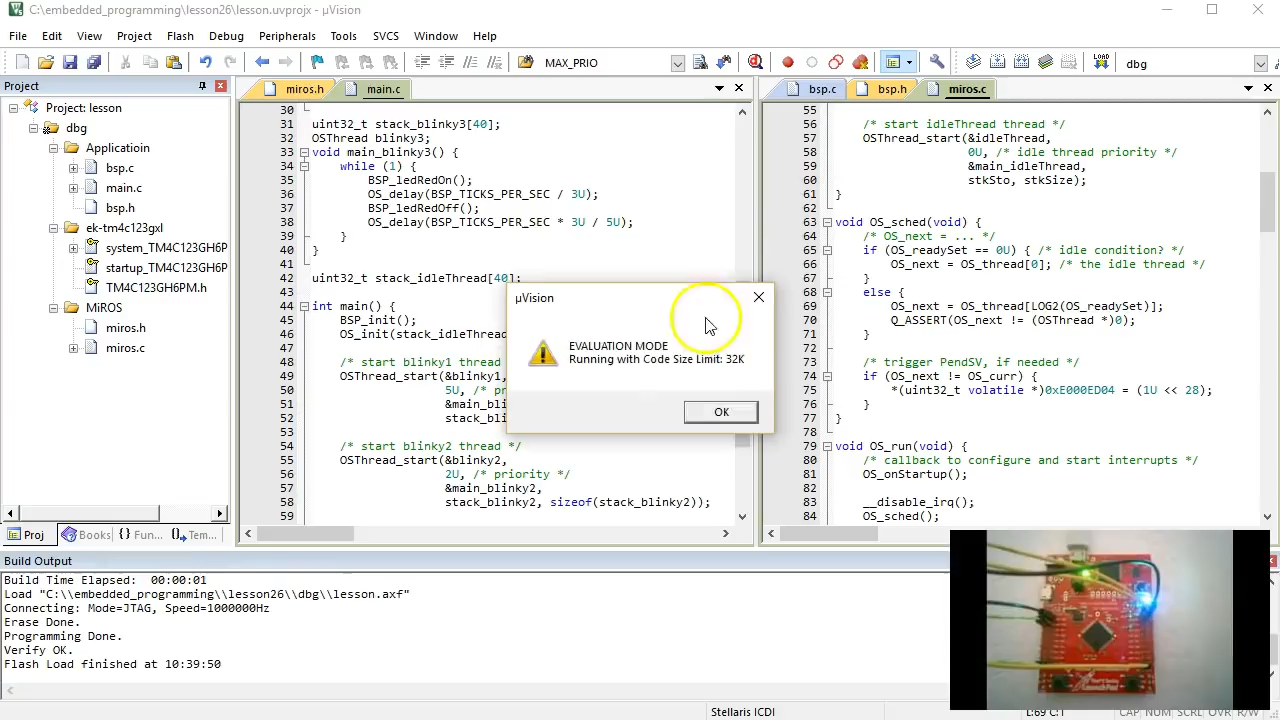 C:\embedded_programming\lesson26\lesson.uvprojx - µVision
File Edit View Project Flash Debug Peripherals Tools SVCS Window Help
MAX_PRIO
LOAD
dbg
Project
Project: lesson
dbg
Application
bsp.c
main.c
bsp.h
ek-tm4c123gxl
system_TM4C123GH6P
startup_TM4C123GH6P
TM4C123GH6PM.h
MiROS
miros.h
miros.c
Proj Books {} Fun... Tem...
miros.h main.c
30
31 uint32_t stack_blinky3[40];
32 OSThread blinky3;
33 void main_blinky3() {
34 while (1) {
35 BSP_ledRedOn();
36 OS_delay(BSP_TICKS_PER_SEC / 3U);
37 BSP_ledRedOff();
38 OS_delay(BSP_TICKS_PER_SEC * 3U / 5U);
39 }
40 }
41
42 uint32_t stack_idleThread[40];
43
44 int main() {
45 BSP_init();
46 OS_init(stack_idleThrea
47
48 /* start blinky1 thread
49 OSThread_start(&blinky1,
50 5U, /* p
51 &main_bl
52 stack_bl
53
54 /* start blinky2 thread */
55 OSThread_start(&blinky2,
56 2U, /* priority */
57 &main_blinky2,
58 stack_blinky2, sizeof(stack_blinky2));
59
bsp.c bsp.h miros.c
55
56 /* start idleThread thread */
57 OSThread_start(&idleThread,
58 0U, /* idle thread priority */
59 &main_idleThread,
60 stkSto, stkSize);
61 }
62
63 void OS_sched(void) {
64 /* OS_next = ... */
65 if (OS_readySet == 0U) { /* idle condition? */
66 OS_next = OS_thread[0]; /* the idle thread */
67 }
68 else {
69 OS_next = OS_thread[LOG2(OS_readySet)];
70 Q_ASSERT(OS_next != (OSThread *)0);
71 }
72
73 /* trigger PendSV, if needed */
74 if (OS_next != OS_curr) {
75 *(uint32_t volatile *)0xE000ED04 = (1U << 28);
76 }
77 }
78
79 void OS_run(void) {
80 /* callback to configure and start interrupts */
81 OS_onStartup();
82
83 __disable_irq();
84 OS_sched();
µVision
EVALUATION MODE
Running with Code Size Limit: 32K
OK
Build Output
Build Time Elapsed: 00:00:01
Load "C:\\embedded_programming\\lesson26\\dbg\\lesson.axf"
Connecting: Mode=JTAG, Speed=1000000Hz
Erase Done.
Programming Done.
Verify OK.
Flash Load finished at 10:39:50
Stellaris ICDI
L:69 C:1
CAP NUM SCRL OVR R/W